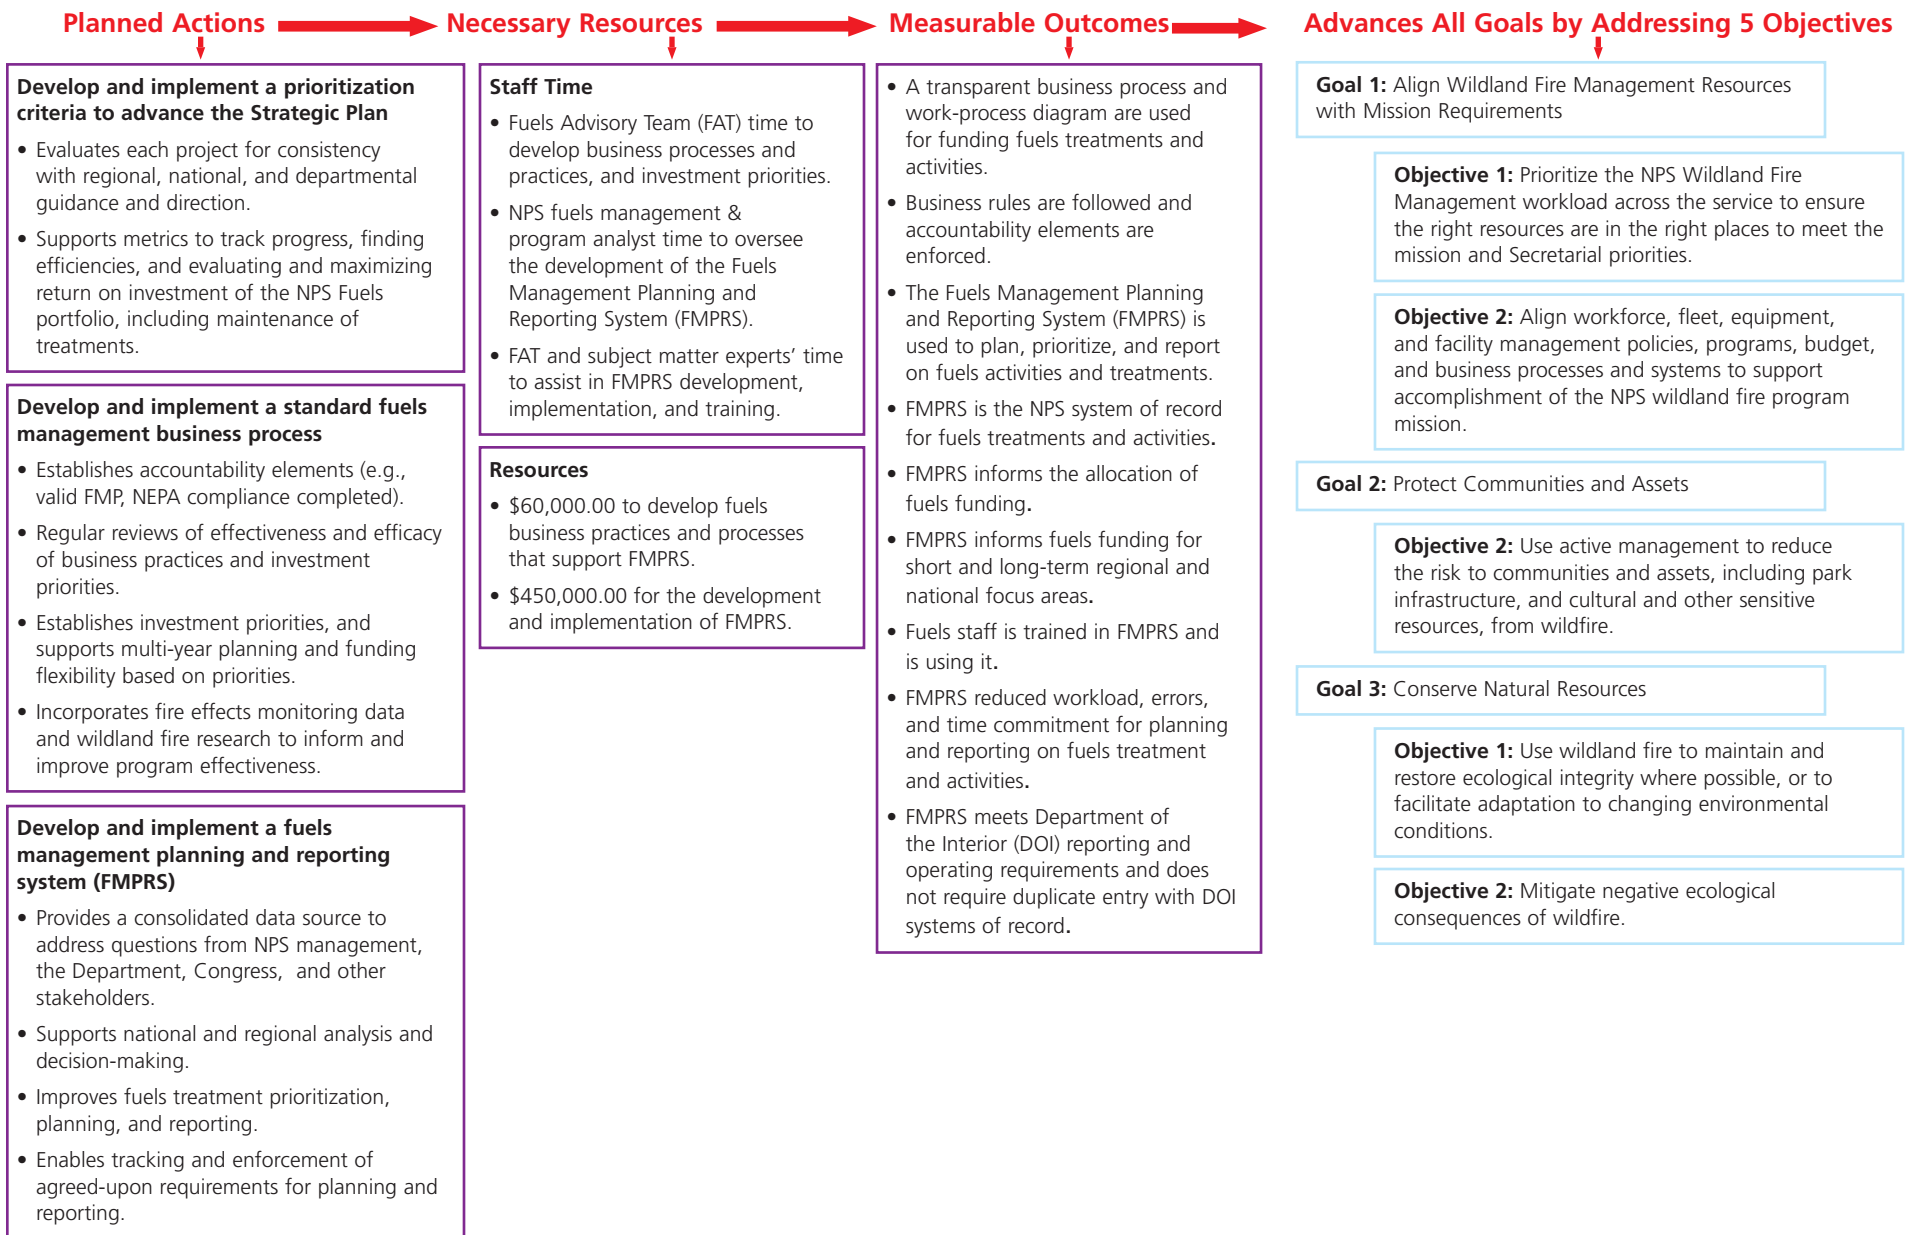 Planned Actions
Necessary Resources
Measurable Outcomes
Advances All Goals by Addressing 5 Objectives
Develop and implement a prioritization
criteria to advance the Strategic Plan
• Evaluates each project for consistency
with regional, national, and departmental
guidance and direction.
• Supports metrics to track progress, finding
efficiencies, and evaluating and maximizing
return on investment of the NPS Fuels
portfolio, including maintenance of
treatments.
Develop and implement a standard fuels
management business process
• Establishes accountability elements (e.g.,
valid FMP, NEPA compliance completed).
• Regular reviews of effectiveness and efficacy
of business practices and investment
priorities.
• Establishes investment priorities, and
supports multi-year planning and funding
flexibility based on priorities.
• Incorporates fire effects monitoring data
and wildland fire research to inform and
improve program effectiveness.
Develop and implement a fuels
management planning and reporting
system (FMPRS)
• Provides a consolidated data source to
address questions from NPS management,
the Department, Congress, and other
stakeholders.
• Supports national and regional analysis and
decision-making.
• Improves fuels treatment prioritization,
planning, and reporting.
• Enables tracking and enforcement of
agreed-upon requirements for planning and
reporting.
Staff Time
• Fuels Advisory Team (FAT) time to
develop business processes and
practices, and investment priorities.
• NPS fuels management &
program analyst time to oversee
the development of the Fuels
Management Planning and
Reporting System (FMPRS).
• FAT and subject matter experts’ time
to assist in FMPRS development,
implementation, and training.
Resources
• $60,000.00 to develop fuels
business practices and processes
that support FMPRS.
• $450,000.00 for the development
and implementation of FMPRS.
• A transparent business process and
work-process diagram are used
for funding fuels treatments and
activities.
• Business rules are followed and
accountability elements are
enforced.
• The Fuels Management Planning
and Reporting System (FMPRS) is
used to plan, prioritize, and report
on fuels activities and treatments.
• FMPRS is the NPS system of record
for fuels treatments and activities.
• FMPRS informs the allocation of
fuels funding.
• FMPRS informs fuels funding for
short and long-term regional and
national focus areas.
• Fuels staff is trained in FMPRS and
is using it.
• FMPRS reduced workload, errors,
and time commitment for planning
and reporting on fuels treatment
and activities.
• FMPRS meets Department of
the Interior (DOI) reporting and
operating requirements and does
not require duplicate entry with DOI
systems of record.
Goal 1: Align Wildland Fire Management Resources
with Mission Requirements
Objective 1: Prioritize the NPS Wildland Fire
Management workload across the service to ensure
the right resources are in the right places to meet the
mission and Secretarial priorities.
Objective 2: Align workforce, fleet, equipment,
and facility management policies, programs, budget,
and business processes and systems to support
accomplishment of the NPS wildland fire program
mission.
Goal 2: Protect Communities and Assets
Objective 2: Use active management to reduce
the risk to communities and assets, including park
infrastructure, and cultural and other sensitive
resources, from wildfire.
Goal 3: Conserve Natural Resources
Objective 1: Use wildland fire to maintain and
restore ecological integrity where possible, or to
facilitate adaptation to changing environmental
conditions.
Objective 2: Mitigate negative ecological
consequences of wildfire.